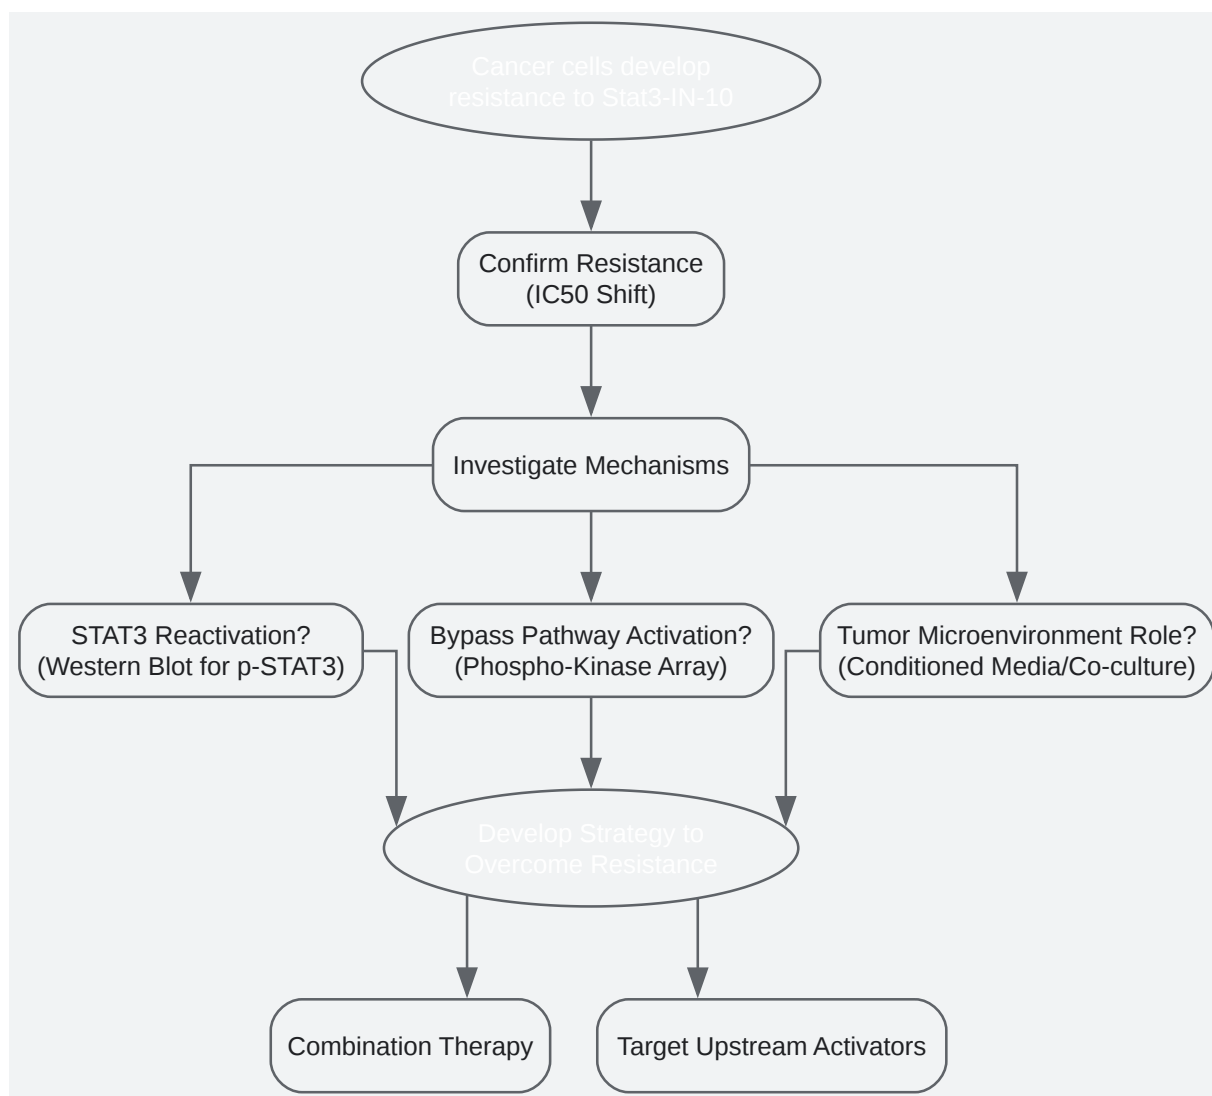 Cancer cells develop
resistance to Stat3-IN-10
Confirm Resistance
(IC50 Shift)
Investigate Mechanisms
STAT3 Reactivation?
(Western Blot for p-STAT3)
Bypass Pathway Activation?
(Phospho-Kinase Array)
Tumor Microenvironment Role?
(Conditioned Media/Co-culture)
Develop Strategy to
Overcome Resistance
Combination Therapy
Target Upstream Activators